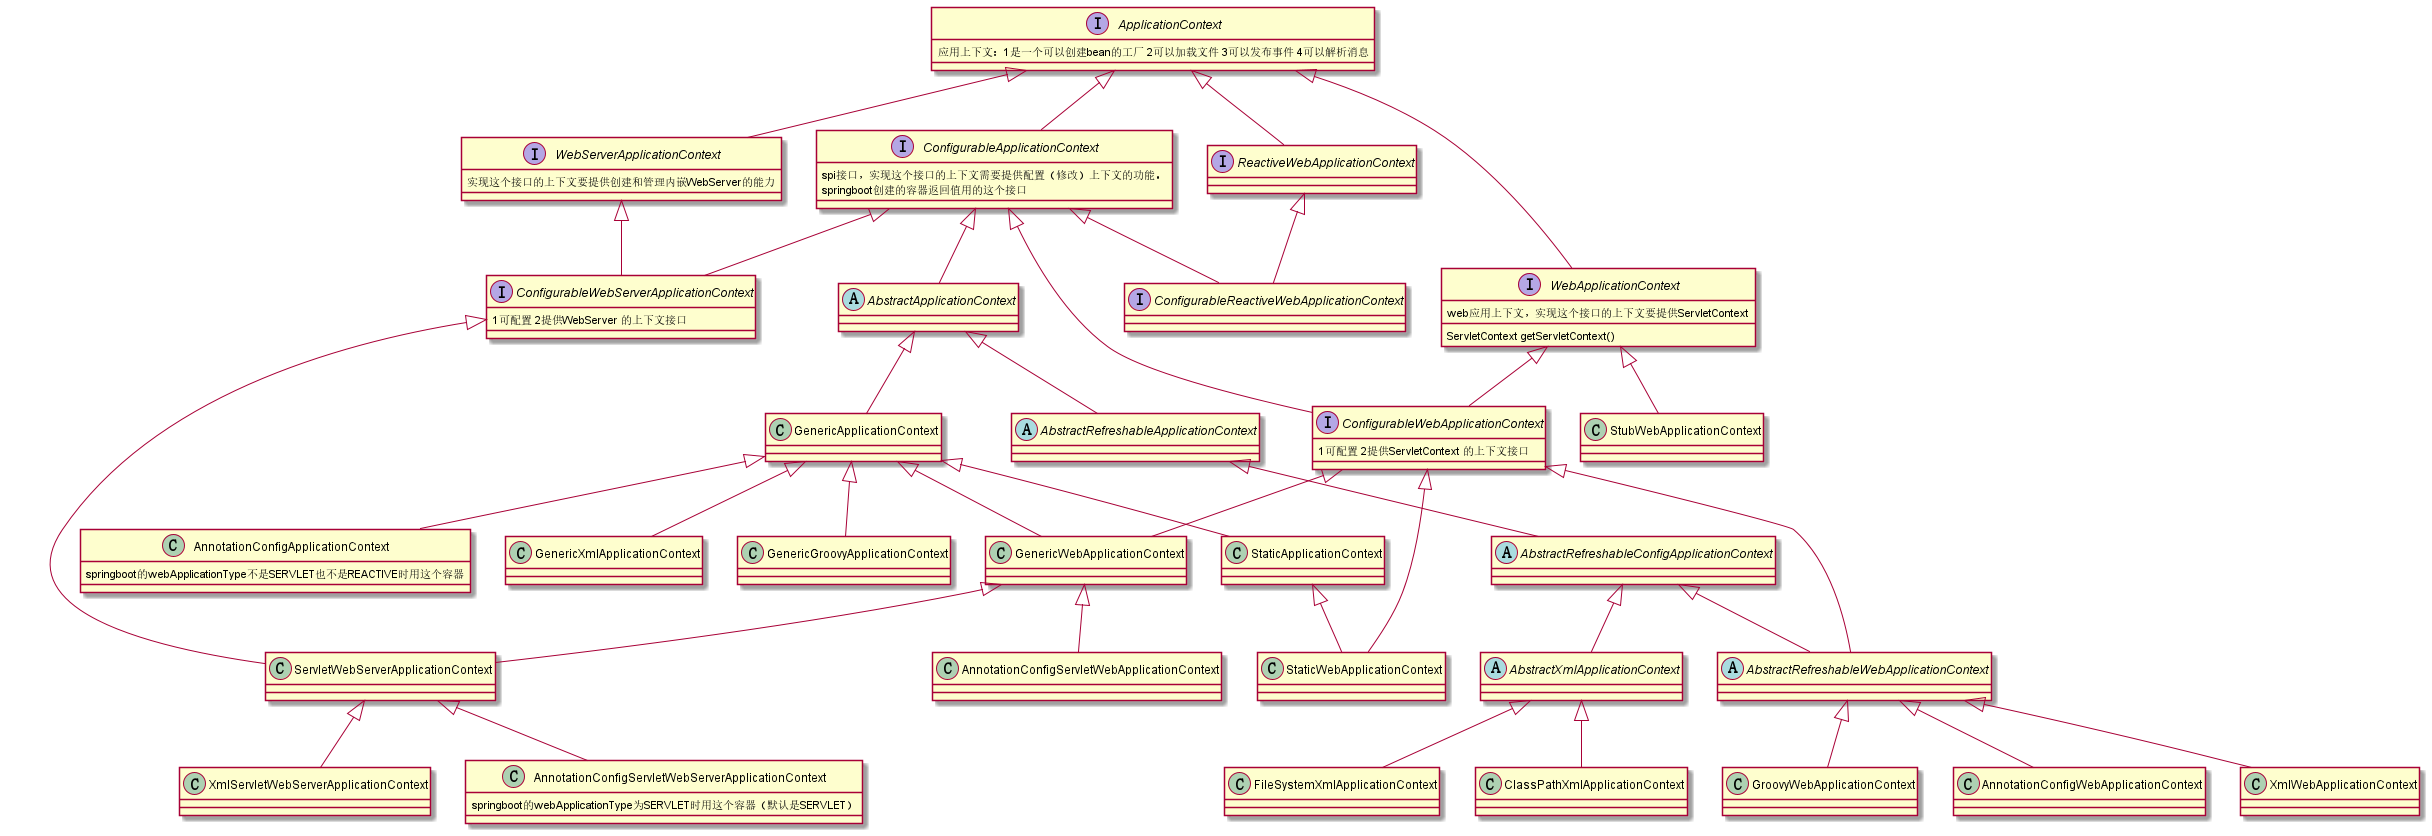 I ApplicationContext
应用上下文：1是一个可以创建bean的工厂 2可以加载文件 3可以发布事件 4可以解析消息
I WebServerApplicationContext
实现这个接口的上下文要提供创建和管理内嵌WebServer的能力
I ConfigurableApplicationContext
spi接口，实现这个接口的上下文需要提供配置（修改）上下文的功能，
springboot创建的容器返回值用的这个接口
I ReactiveWebApplicationContext
I ConfigurableWebServerApplicationContext
1可配置 2提供WebServer 的上下文接口
A AbstractApplicationContext
I ConfigurableReactiveWebApplicationContext
I WebApplicationContext
web应用上下文，实现这个接口的上下文要提供ServletContext
ServletContext getServletContext()
C GenericApplicationContext
A AbstractRefreshableApplicationContext
I ConfigurableWebApplicationContext
1可配置 2提供ServletContext 的上下文接口
C StubWebApplicationContext
C AnnotationConfigApplicationContext
springboot的webApplicationType不是SERVLET也不是REACTIVE时用这个容器
C GenericXmlApplicationContext
C GenericGroovyApplicationContext
C GenericWebApplicationContext
C StaticApplicationContext
A AbstractRefreshableConfigApplicationContext
C ServletWebServerApplicationContext
C AnnotationConfigServletWebApplicationContext
C StaticWebApplicationContext
A AbstractXmlApplicationContext
A AbstractRefreshableWebApplicationContext
C XmlServletWebServerApplicationContext
C AnnotationConfigServletWebServerApplicationContext
springboot的webApplicationType为SERVLET时用这个容器（默认是SERVLET）
C FileSystemXmlApplicationContext
C ClassPathXmlApplicationContext
C GroovyWebApplicationContext
C AnnotationConfigWebApplicationContext
C XmlWebApplicationContext